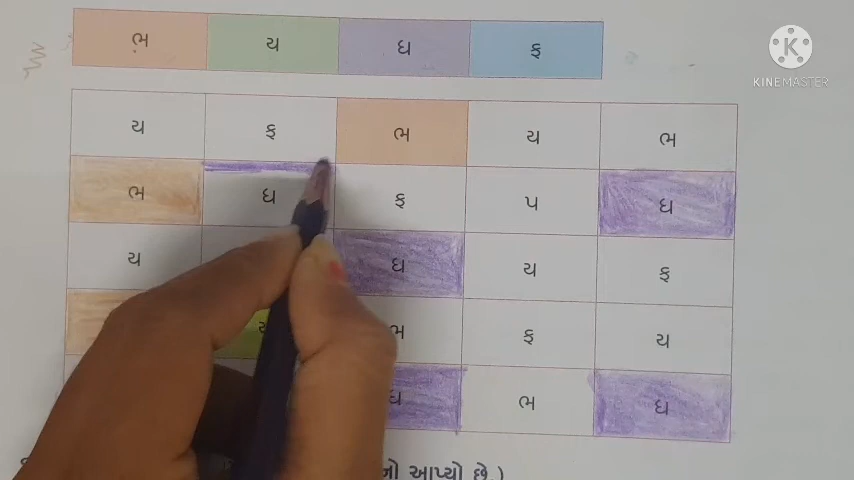 ભ ય ધ ફ
K
KINEMASTER
ય ફ ભ ય ભ
ભ ધ ફ પ ધ
ય ધ ય ફ
ભ ફ ય
ધ ભ ધ
નો આપ્યો છે.)